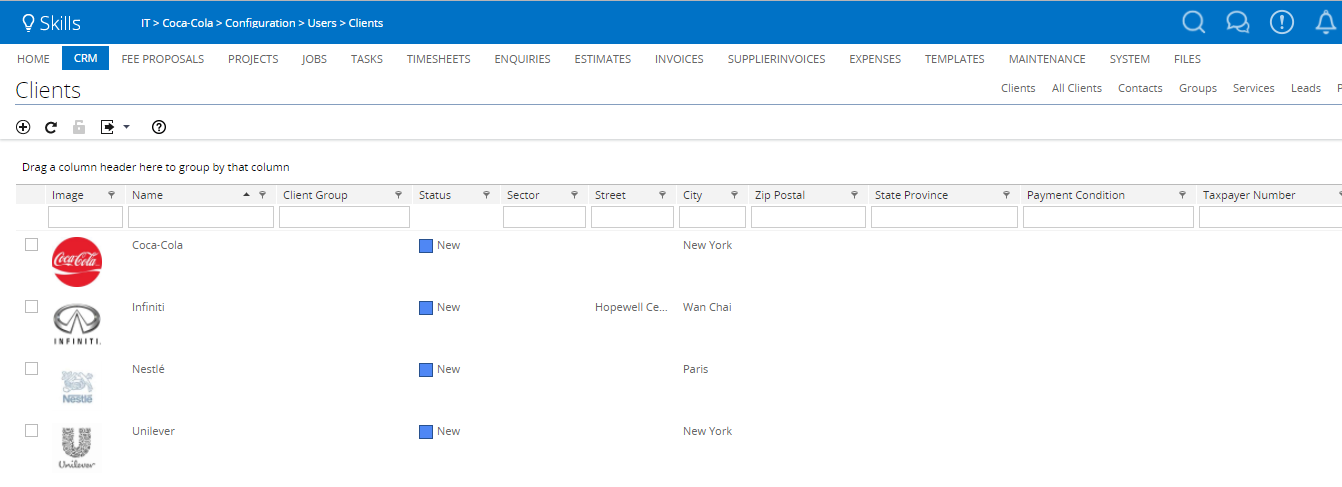 Skills IT > Coca-Cola > Configuration > Users > Clients
HOME CRM FEE PROPOSALS PROJECTS JOBS TASKS TIMESHEETS ENQUIRIES ESTIMATES INVOICES SUPPLIERINVOICES EXPENSES TEMPLATES MAINTENANCE SYSTEM FILES
Clients Clients All Clients Contacts Groups Services Leads P
Drag a column header here to group by that column
Image Name Client Group Status Sector Street City Zip Postal State Province Payment Condition Taxpayer Number
Coca-Cola Coca-Cola New New York
Infiniti New Hopewell Ce... Wan Chai
INFINITI.
Nestlé New Paris
Nestlé
Unilever New New York
Unilever